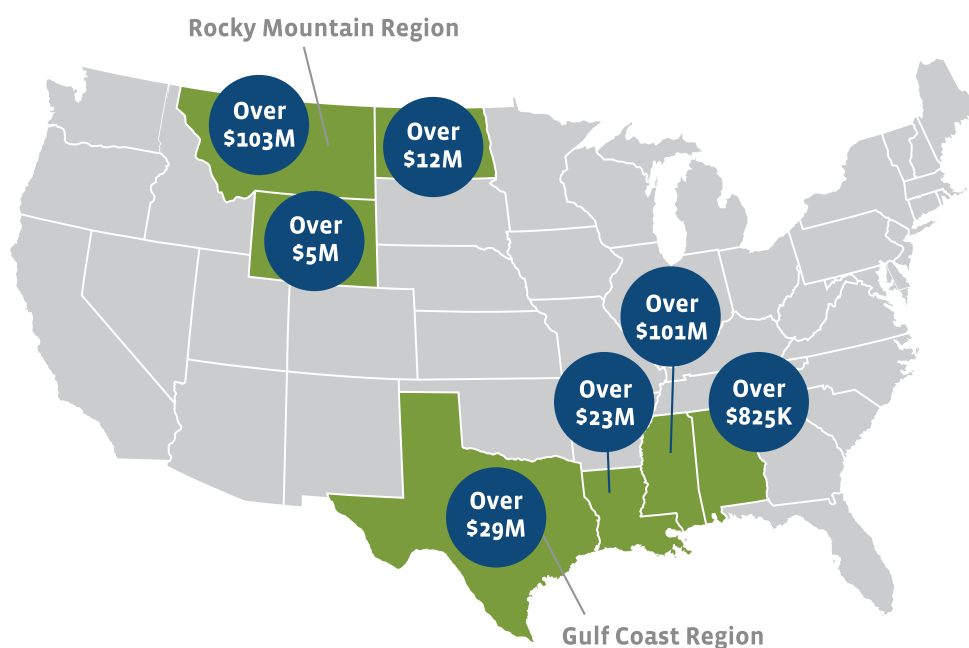 Rocky Mountain Region
Over
$103M
Over
$12M
Over
$5M
Over
$101M
Over
$23M
Over
$825K
Over
$29M
Gulf Coast Region